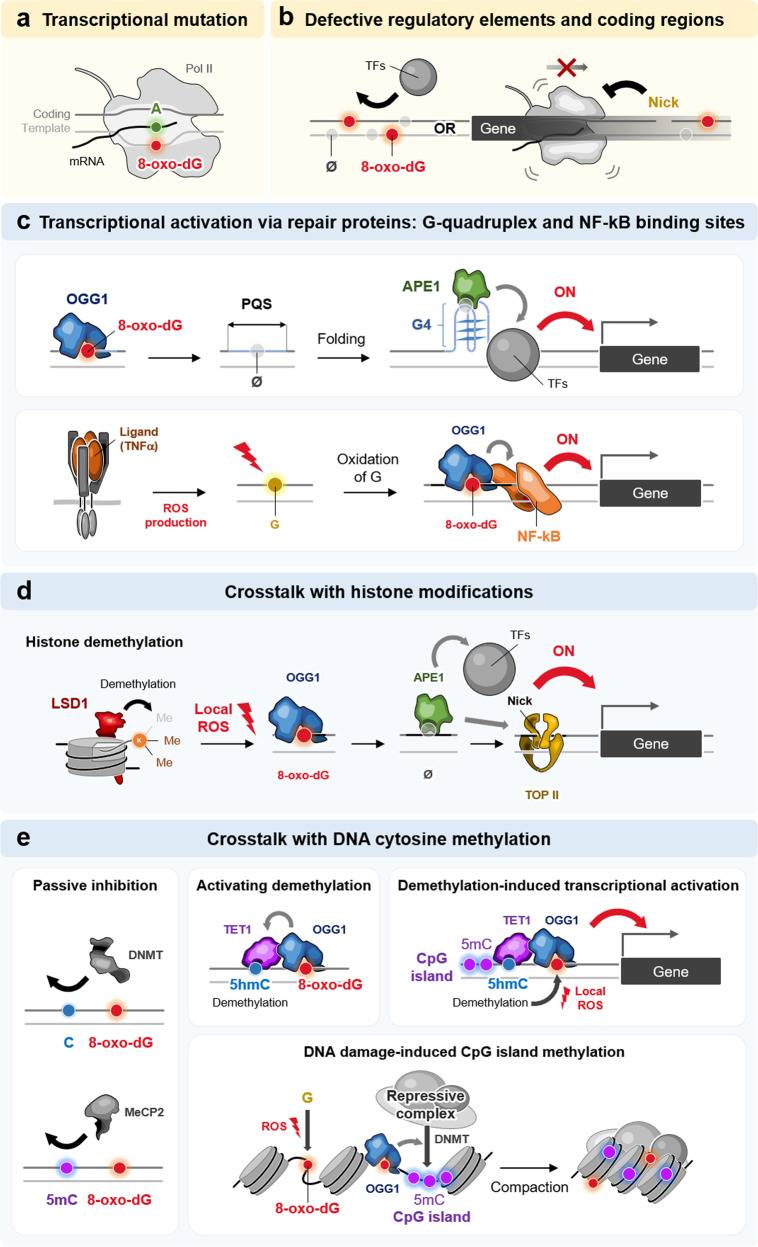 a Transcriptional mutation
Pol II
A
Coding
Template
mRNA
8-oxo-dG
b Defective regulatory elements and coding regions
TFs
Nick
OR
Gene
Ø
8-oxo-dG
c Transcriptional activation via repair proteins: G-quadruplex and NF-kB binding sites
OGG1
8-oxo-dG
PQS
Ø
Folding
APE1
G4
ON
TFs
Gene
Ligand
(TNFα)
ROS
production
G
Oxidation
of G
OGG1
8-oxo-dG
NF-kB
ON
Gene
d Crosstalk with histone modifications
Histone demethylation
LSD1
Demethylation
Me
K
Me
Me
Local
ROS
OGG1
8-oxo-dG
APE1
Ø
TFs
Nick
TOP II
ON
Gene
e Crosstalk with DNA cytosine methylation
Passive inhibition
DNMT
C 8-oxo-dG
MeCP2
5mC 8-oxo-dG
Activating demethylation
TET1 OGG1
5hmC 8-oxo-dG
Demethylation
Demethylation-induced transcriptional activation
TET1 OGG1
5mC
CpG
island
5hmC
Demethylation
Local
ROS
Gene
DNA damage-induced CpG island methylation
G
ROS
8-oxo-dG
OGG1
Repressive
complex
DNMT
5mC
CpG island
Compaction